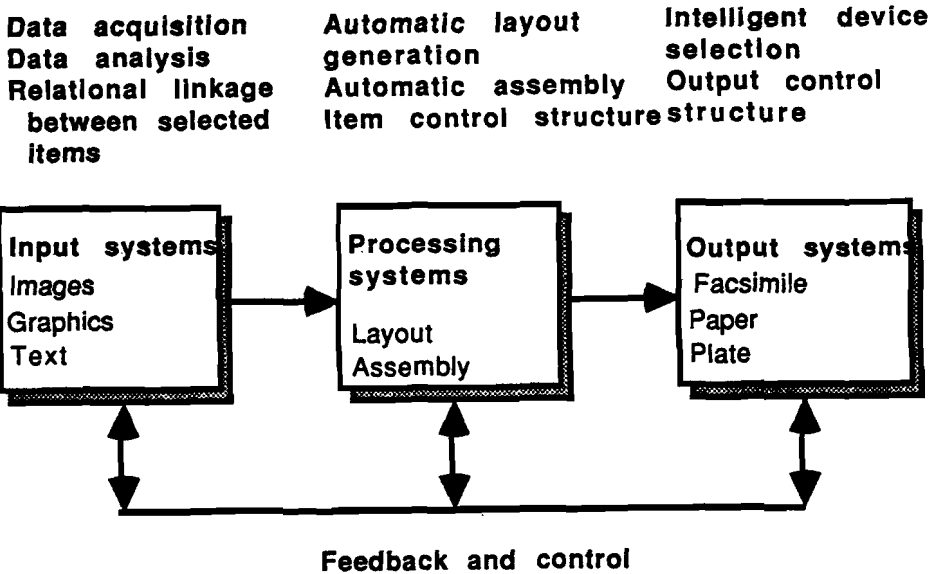 Data acquisition
Data analysis
Relational linkage
between selected
items
Automatic layout
generation
Automatic assembly
Item control structure
Intelligent device
selection
Output control
structure
Input systems
Images
Graphics
Text
Processing
systems
Layout
Assembly
Output systems
Facsimile
Paper
Plate
Feedback and control